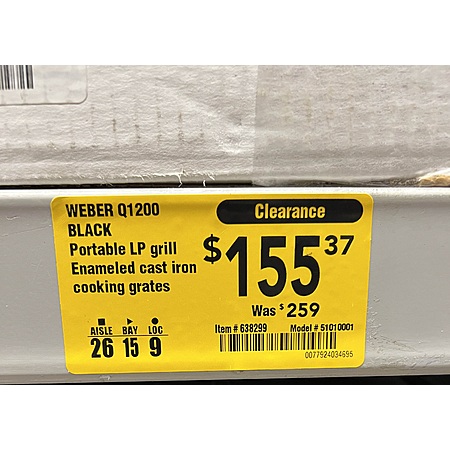 WEBER Q1200
BLACK
Portable LP grill
Enameled cast iron
cooking grates
Clearance
$155.37
Was $259
AISLE BAY LOC
26 15 9
Item # 638299 Model # 51010001
0077924034695